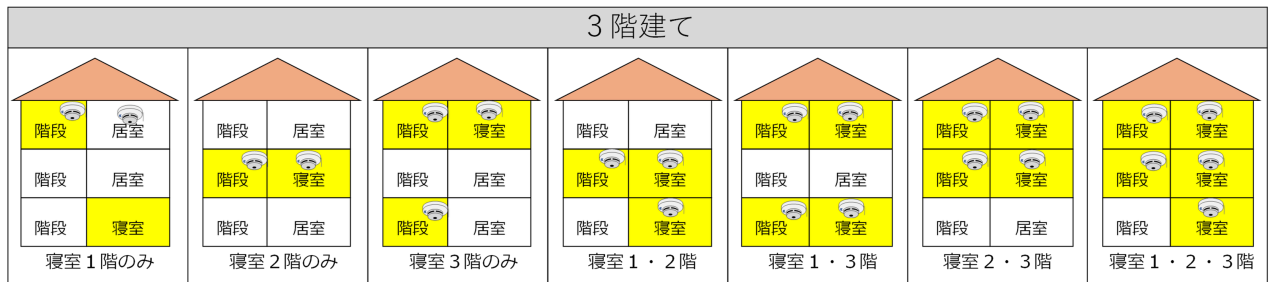 3階建て
階段 居室
階段 居室
階段 寝室
寝室1階のみ
階段 居室
階段 寝室
階段 居室
寝室2階のみ
階段 寝室
階段 居室
階段 居室
寝室3階のみ
階段 居室
階段 寝室
階段 寝室
寝室1・2階
階段 寝室
階段 居室
階段 寝室
寝室1・3階
階段 寝室
階段 寝室
階段 居室
寝室2・3階
階段 寝室
階段 寝室
階段 寝室
寝室1・2・3階